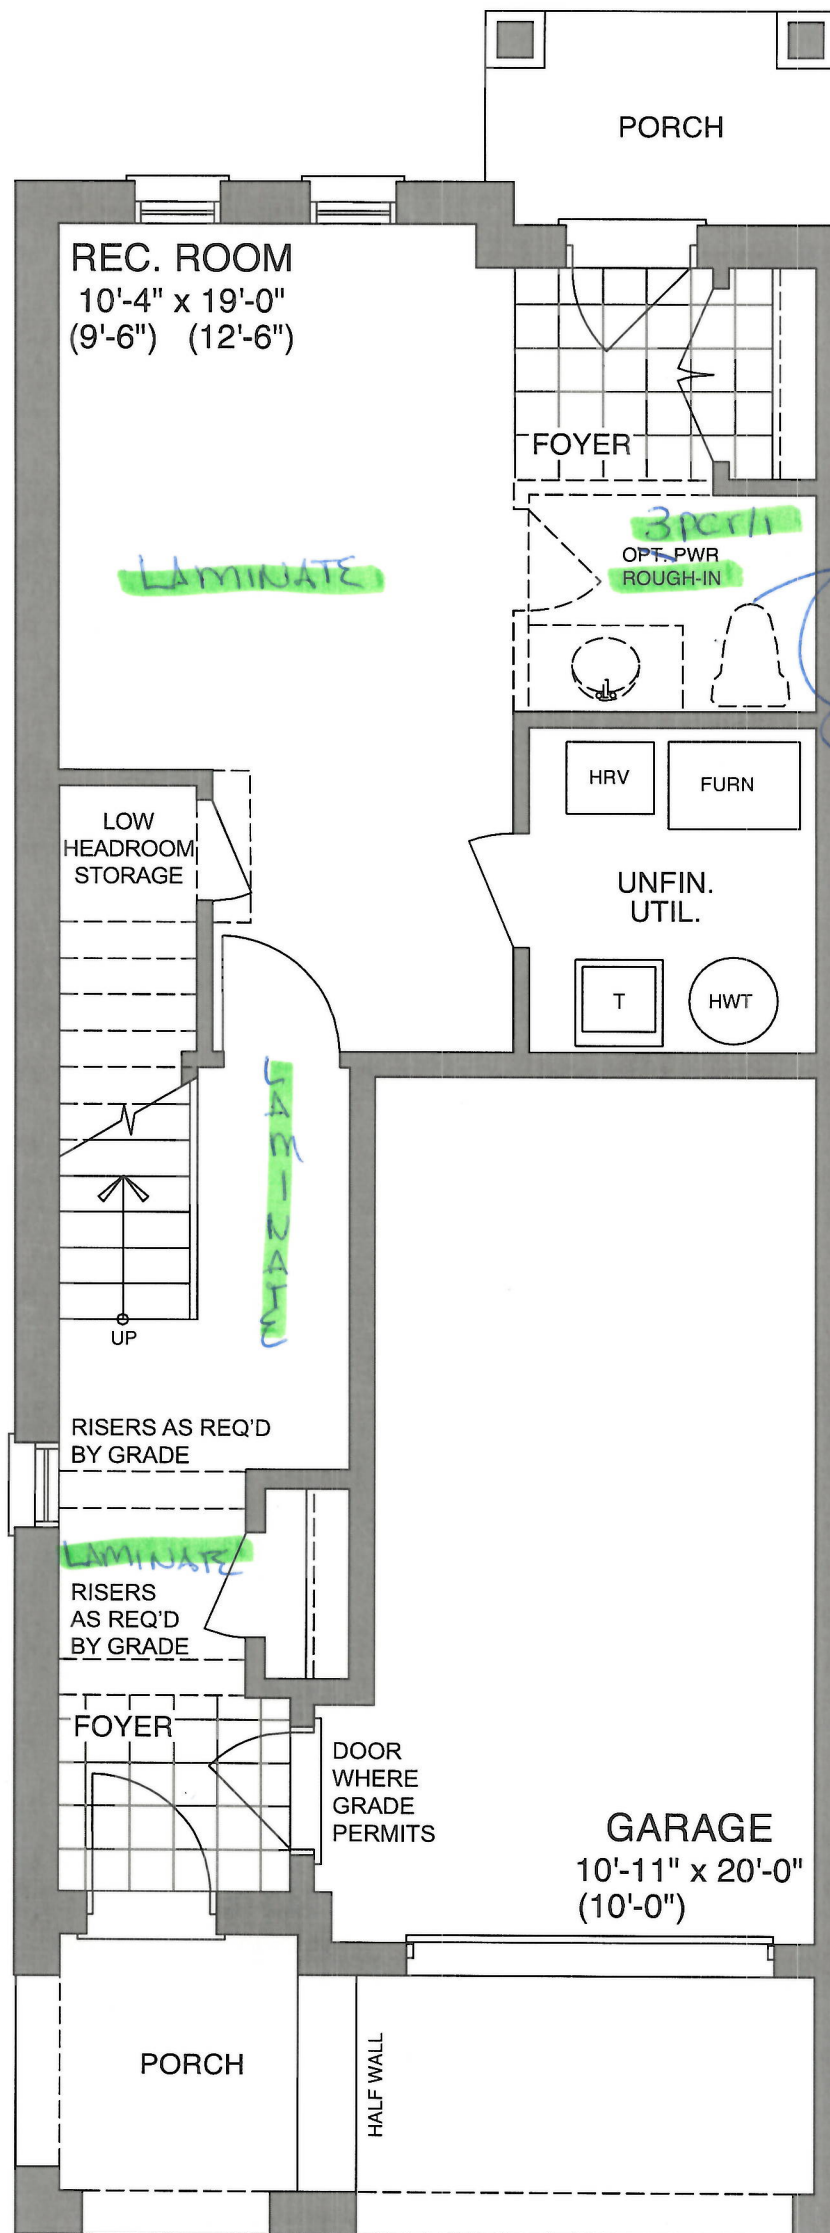 PORCH
REC. ROOM
10'-4" x 19'-0"
(9'-6") (12'-6")
FOYER
3pcr/i
OPT. PWR
ROUGH-IN
LAMINATE
HRV
FURN
LOW
HEADROOM
STORAGE
UNFIN.
UTIL.
T
HWT
LAMINATE
UP
RISERS AS REQ'D
BY GRADE
LAMINATE
RISERS
AS REQ'D
BY GRADE
FOYER
DOOR
WHERE
GRADE
PERMITS
GARAGE
10'-11" x 20'-0"
(10'-0")
PORCH
HALF WALL